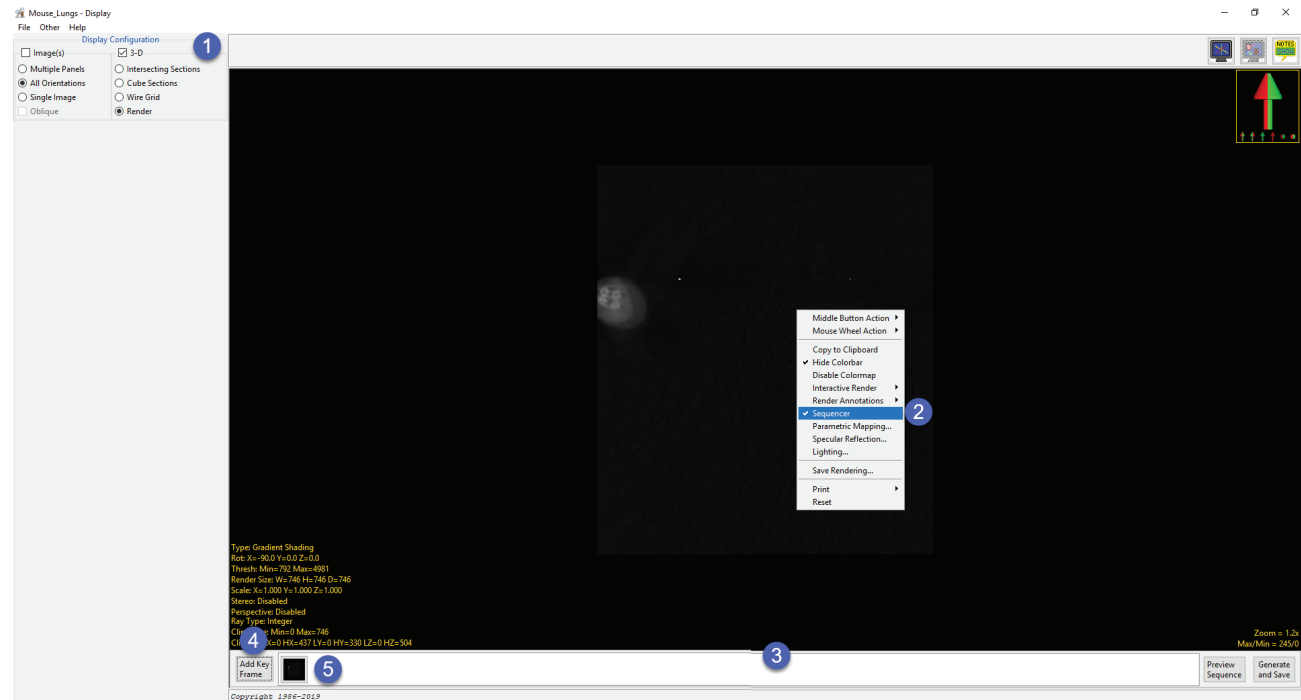 Mouse_Lungs - Display
File Other Help
Display Configuration
1
Image(s)
3-D
Multiple Panels
Intersecting Sections
All Orientations
Cube Sections
Single Image
Wire Grid
Oblique
Render
NOTES
Middle Button Action
Mouse Wheel Action
Copy to Clipboard
Hide Colorbar
Disable Colormap
Interactive Render
Render Annotations
Sequencer
2
Parametric Mapping...
Specular Reflection...
Lighting...
Save Rendering...
Print
Reset
Type: Gradient Shading
Rot: X=-90.0 Y=0.0 Z=0.0
Thresh: Min=792 Max=4981
Render Size: W=746 H=746 D=746
Scale: X=1.000 Y=1.000 Z=1.000
Stereo: Disabled
Perspective: Disabled
Ray Type: Integer
Min=0 Max=746
X=0 HX=437 LY=0 HY=330 LZ=0 HZ=504
Zoom = 1.2x
Max/Min = 245/0
4
3
Add Key
Frame
5
Preview
Sequence
Generate
and Save
Copyright 1986-2019